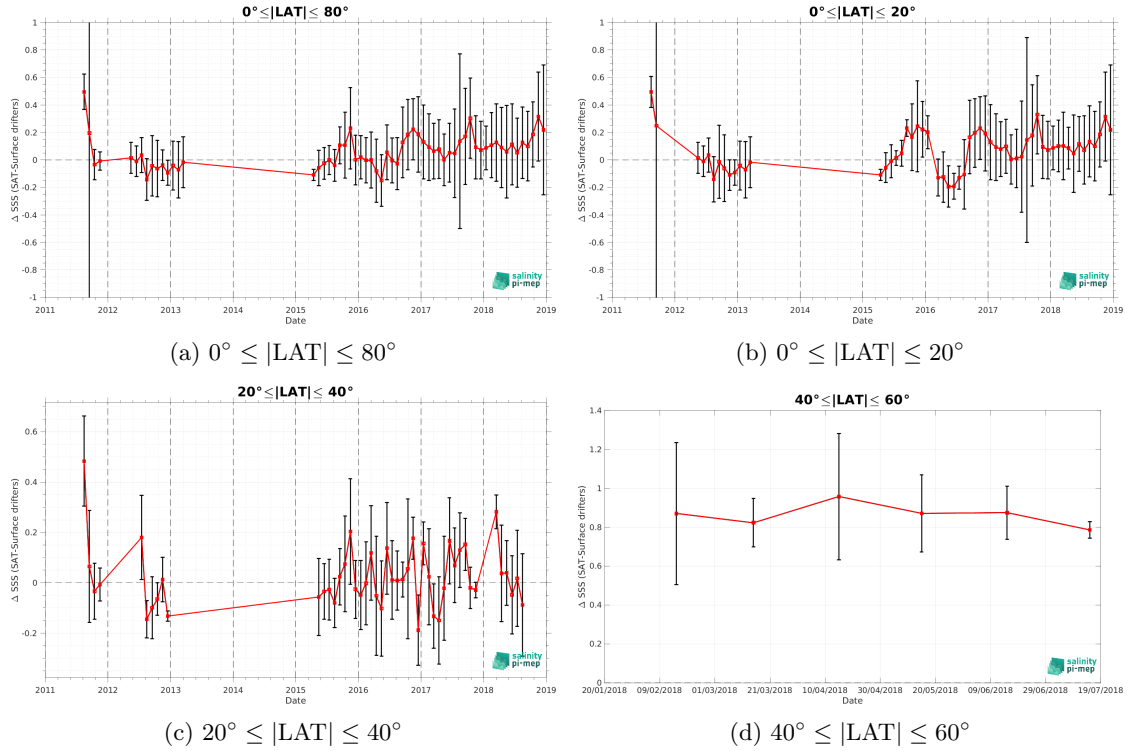 0°≤|LAT|≤ 80°
Δ SSS (SAT-Surface drifters)
1
0.8
0.6
0.4
0.2
0
-0.2
-0.4
-0.6
-0.8
-1
2011 2012 2013 2014 2015 2016 2017 2018 2019
Date
salinity
pi-mep
(a) 0° ≤ |LAT| ≤ 80°
0°≤|LAT|≤ 20°
Δ SSS (SAT-Surface drifters)
1
0.8
0.6
0.4
0.2
0
-0.2
-0.4
-0.6
-0.8
-1
2011 2012 2013 2014 2015 2016 2017 2018 2019
Date
salinity
pi-mep
(b) 0° ≤ |LAT| ≤ 20°
20°≤|LAT|≤ 40°
Δ SSS (SAT-Surface drifters)
0.6
0.4
0.2
0
-0.2
2011 2012 2013 2014 2015 2016 2017 2018 2019
Date
salinity
pi-mep
(c) 20° ≤ |LAT| ≤ 40°
40°≤|LAT|≤ 60°
Δ SSS (SAT-Surface drifters)
1.4
1.2
1
0.8
0.6
0.4
0.2
0
20/01/2018 09/02/2018 01/03/2018 21/03/2018 10/04/2018 30/04/2018 20/05/2018 09/06/2018 29/06/2018 19/07/2018
Date
salinity
pi-mep
(d) 40° ≤ |LAT| ≤ 60°